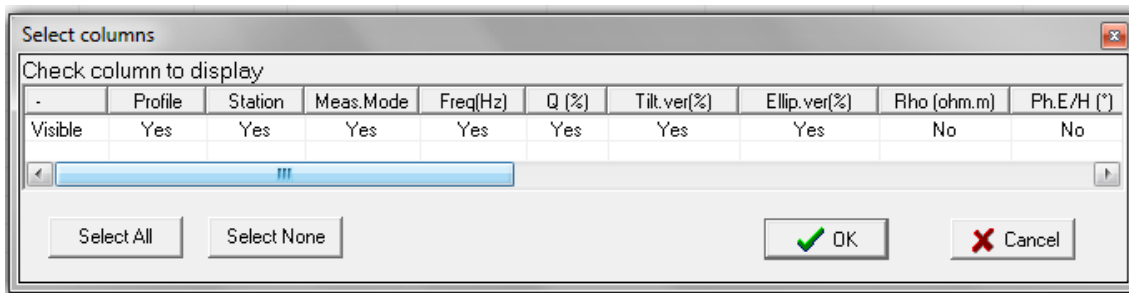 Select columns
Check column to display
- Profile Station Meas.Mode Freq(Hz) Q (%) Tilt.ver(%) Ellip.ver(%) Rho (ohm.m) Ph.E/H (°)
Visible Yes Yes Yes Yes Yes Yes Yes No No
Select All Select None OK Cancel